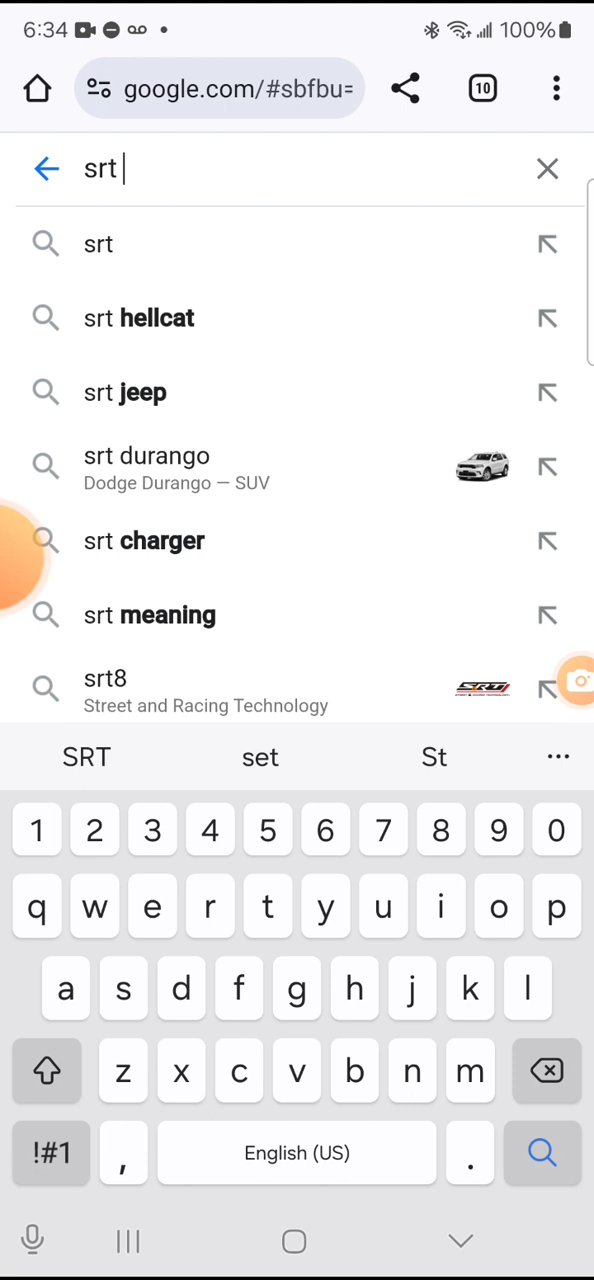 6:34 100%
google.com/#sbfbu=
10
srt
srt
srt hellcat
srt jeep
srt durango
Dodge Durango — SUV
srt charger
srt meaning
srt8
Street and Racing Technology
SRT
SRT set St ...
1 2 3 4 5 6 7 8 9 0
q w e r t y u i o p
a s d f g h j k l
z x c v b n m
!#1 , English (US) .